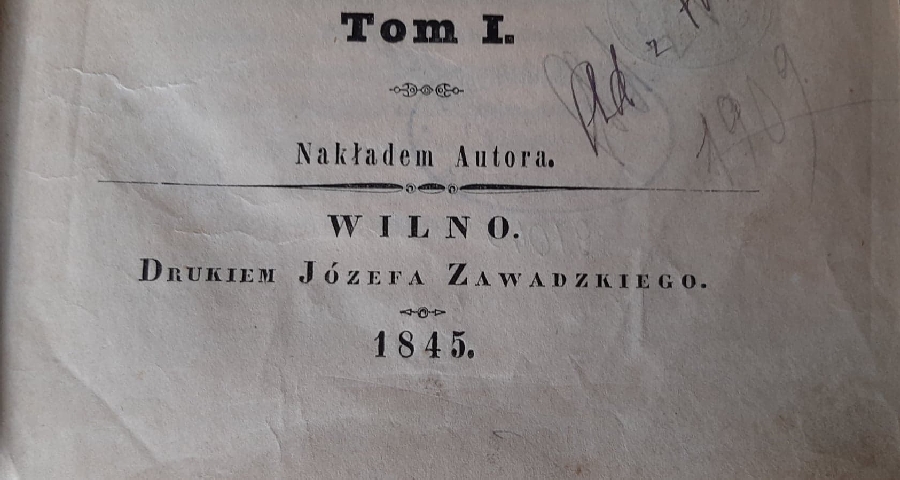 Tom I.
Nakładem Autora.
WILNO.
DRUKIEM JÓZEFA ZAWADZKIEGO.
1845.